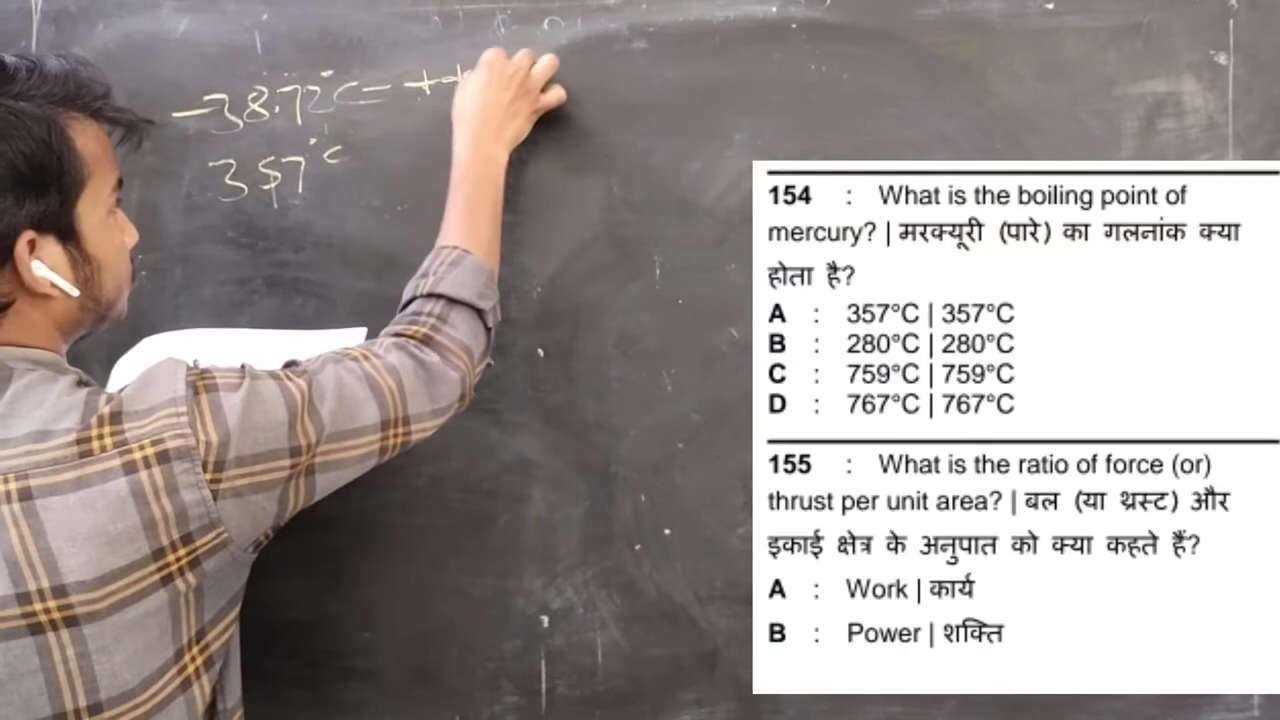 -38.72°C =
357°C
154 : What is the boiling point of
mercury? | मरक्यूरी (पारे) का गलनांक क्या
होता है?
A : 357°C | 357°C
B : 280°C | 280°C
C : 759°C | 759°C
D : 767°C | 767°C
155 : What is the ratio of force (or)
thrust per unit area? | बल (या थ्रस्ट) और
इकाई क्षेत्र के अनुपात को क्या कहते हैं?
A : Work | कार्य
B : Power | शक्ति